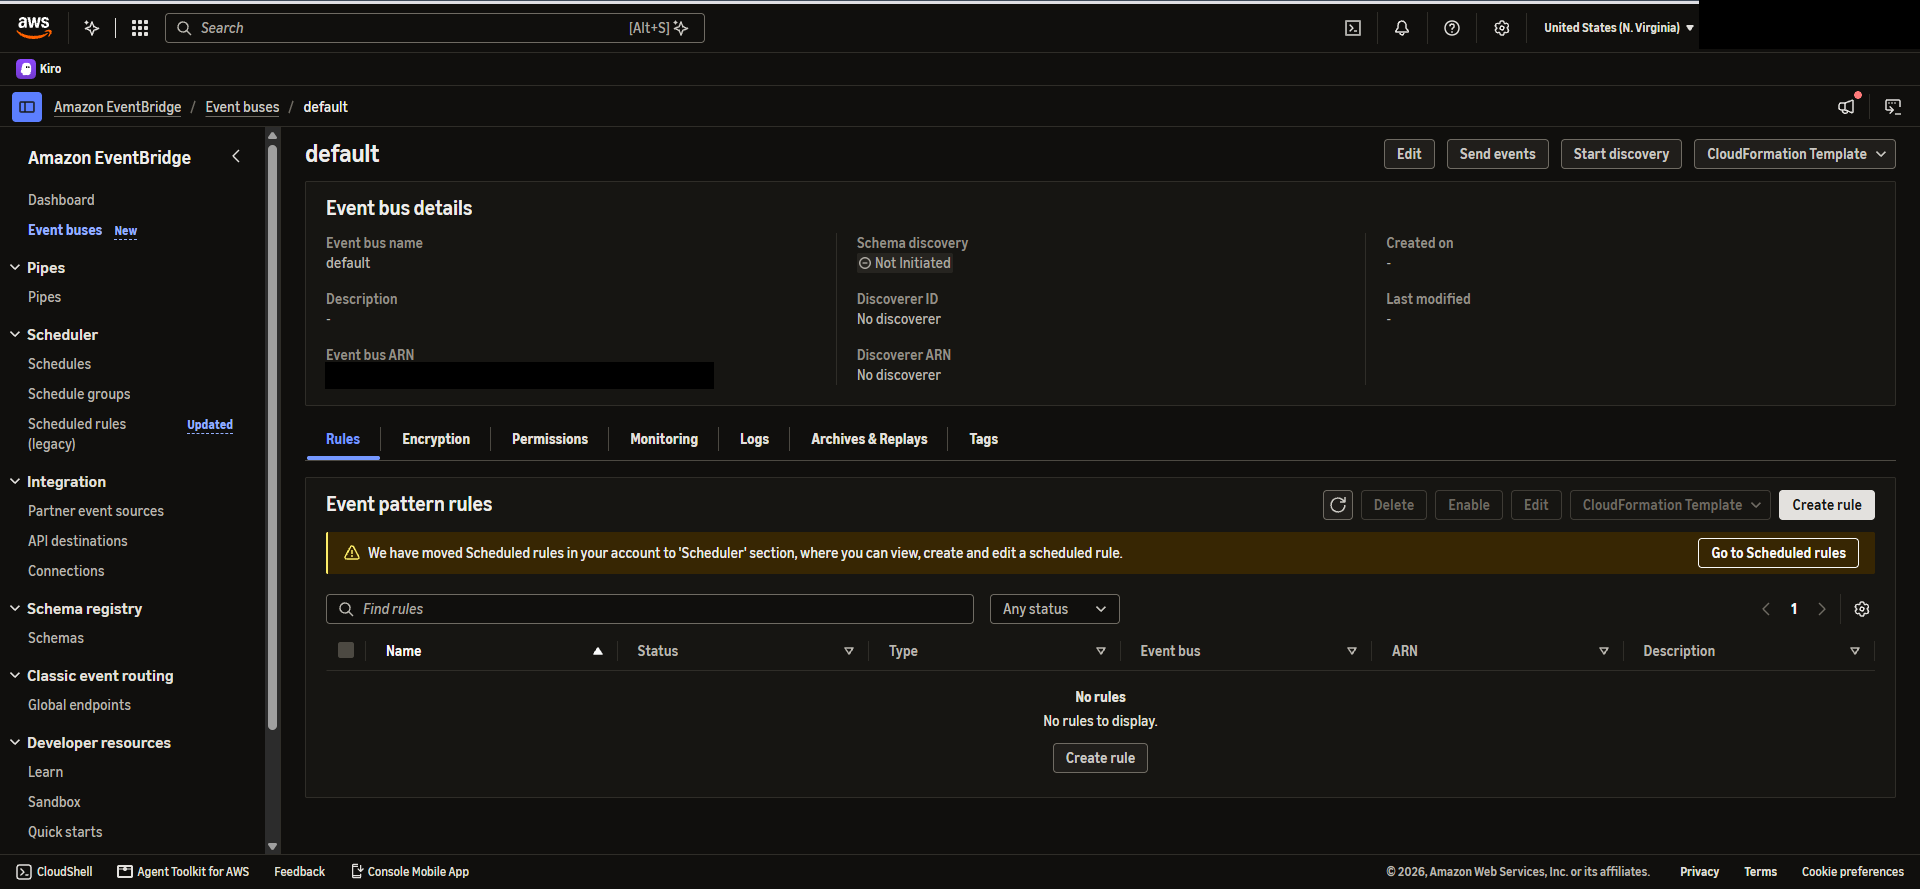 aws
Search [Alt+S]
United States (N. Virginia)
Kiro
Amazon EventBridge / Event buses / default
Amazon EventBridge
Dashboard
Event buses New
Pipes
Pipes
Scheduler
Schedules
Schedule groups
Scheduled rules (legacy) Updated
Integration
Partner event sources
API destinations
Connections
Schema registry
Schemas
Classic event routing
Global endpoints
Developer resources
Learn
Sandbox
Quick starts
default
Edit Send events Start discovery CloudFormation Template
Event bus details
Event bus name
default
Description
-
Event bus ARN
Schema discovery
Not Initiated
Discoverer ID
No discoverer
Discoverer ARN
No discoverer
Created on
-
Last modified
-
Rules Encryption Permissions Monitoring Logs Archives & Replays Tags
Event pattern rules
Delete Enable Edit CloudFormation Template Create rule
We have moved Scheduled rules in your account to 'Scheduler' section, where you can view, create and edit a scheduled rule.
Go to Scheduled rules
Find rules
Any status
1
Name Status Type Event bus ARN Description
No rules
No rules to display.
Create rule
CloudShell Agent Toolkit for AWS Feedback Console Mobile App
© 2026, Amazon Web Services, Inc. or its affiliates. Privacy Terms Cookie preferences